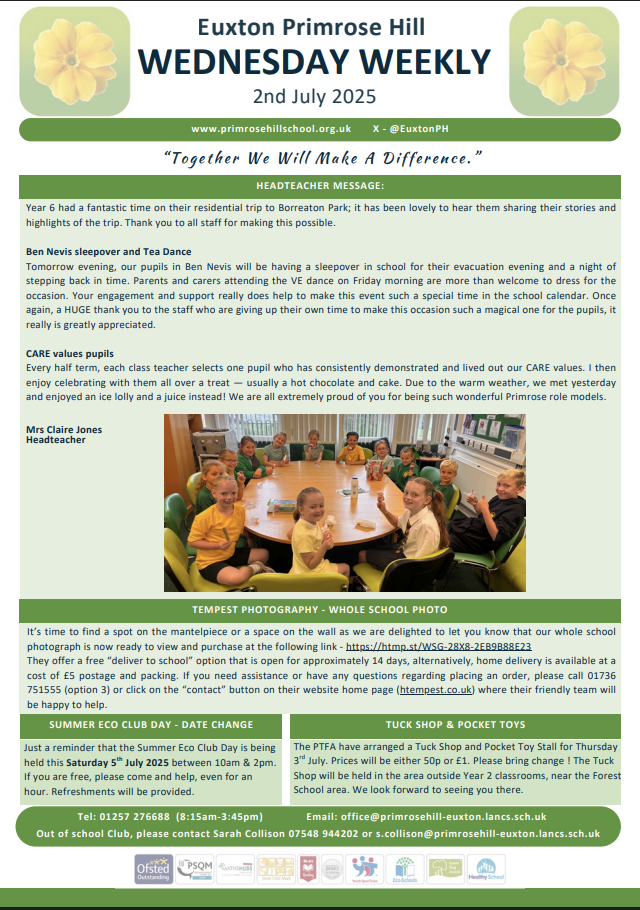 Euxton Primrose Hill
WEDNESDAY WEEKLY
2nd July 2025
www.primrosehillschool.org.uk X - @EuxtonPH
“Together We Will Make A Difference.”
HEADTEACHER MESSAGE:
Year 6 had a fantastic time on their residential trip to Borreaton Park; it has been lovely to hear them sharing their stories and
highlights of the trip. Thank you to all staff for making this possible.
Ben Nevis sleepover and Tea Dance
Tomorrow evening, our pupils in Ben Nevis will be having a sleepover in school for their evacuation evening and a night of
stepping back in time. Parents and carers attending the VE dance on Friday morning are more than welcome to dress for the
occasion. Your engagement and support really does help to make this event such a special time in the school calendar. Once
again, a HUGE thank you to the staff who are giving up their own time to make this occasion such a magical one for the pupils, it
really is greatly appreciated.
CARE values pupils
Every half term, each class teacher selects one pupil who has consistently demonstrated and lived out our CARE values. I then
enjoy celebrating with them all over a treat — usually a hot chocolate and cake. Due to the warm weather, we met yesterday
and enjoyed an ice lolly and a juice instead! We are all extremely proud of you for being such wonderful Primrose role models.
Mrs Claire Jones
Headteacher
TEMPEST PHOTOGRAPHY - WHOLE SCHOOL PHOTO
It’s time to find a spot on the mantelpiece or a space on the wall as we are delighted to let you know that our whole school
photograph is now ready to view and purchase at the following link - https://htmp.st/WSG-28X8-2EB9B88E23
They offer a free “deliver to school” option that is open for approximately 14 days, alternatively, home delivery is available at a
cost of £5 postage and packing. If you need assistance or have any questions regarding placing an order, please call 01736
751555 (option 3) or click on the “contact” button on their website home page (htempest.co.uk) where their friendly team will
be happy to help.
SUMMER ECO CLUB DAY - DATE CHANGE
Just a reminder that the Summer Eco Club Day is being
held this Saturday 5th July 2025 between 10am & 2pm.
If you are free, please come and help, even for an
hour. Refreshments will be provided.
TUCK SHOP & POCKET TOYS
The PTFA have arranged a Tuck Shop and Pocket Toy Stall for Thursday
3rd July. Prices will be either 50p or £1. Please bring change ! The Tuck
Shop will be held in the area outside Year 2 classrooms, near the Forest
School area. We look forward to seeing you there.
Tel: 01257 276688 (8:15am-3:45pm) Email: office@primrosehill-euxton.lancs.sch.uk
Out of school Club, please contact Sarah Collison 07548 944202 or s.collison@primrosehill-euxton.lancs.sch.uk
Ofsted
Outstanding
PSQM
Eco-Schools
Healthy School